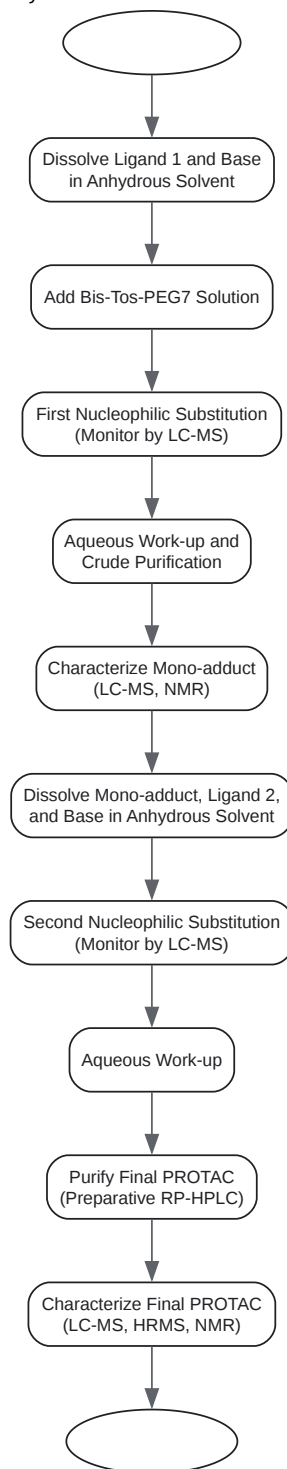 Dissolve Ligand 1 and Base
in Anhydrous Solvent
Add Bis-Tos-PEG7 Solution
First Nucleophilic Substitution
(Monitor by LC-MS)
Aqueous Work-up and
Crude Purification
Characterize Mono-adduct
(LC-MS, NMR)
Dissolve Mono-adduct, Ligand 2,
and Base in Anhydrous Solvent
Second Nucleophilic Substitution
(Monitor by LC-MS)
Aqueous Work-up
Purify Final PROTAC
(Preparative RP-HPLC)
Characterize Final PROTAC
(LC-MS, HRMS, NMR)